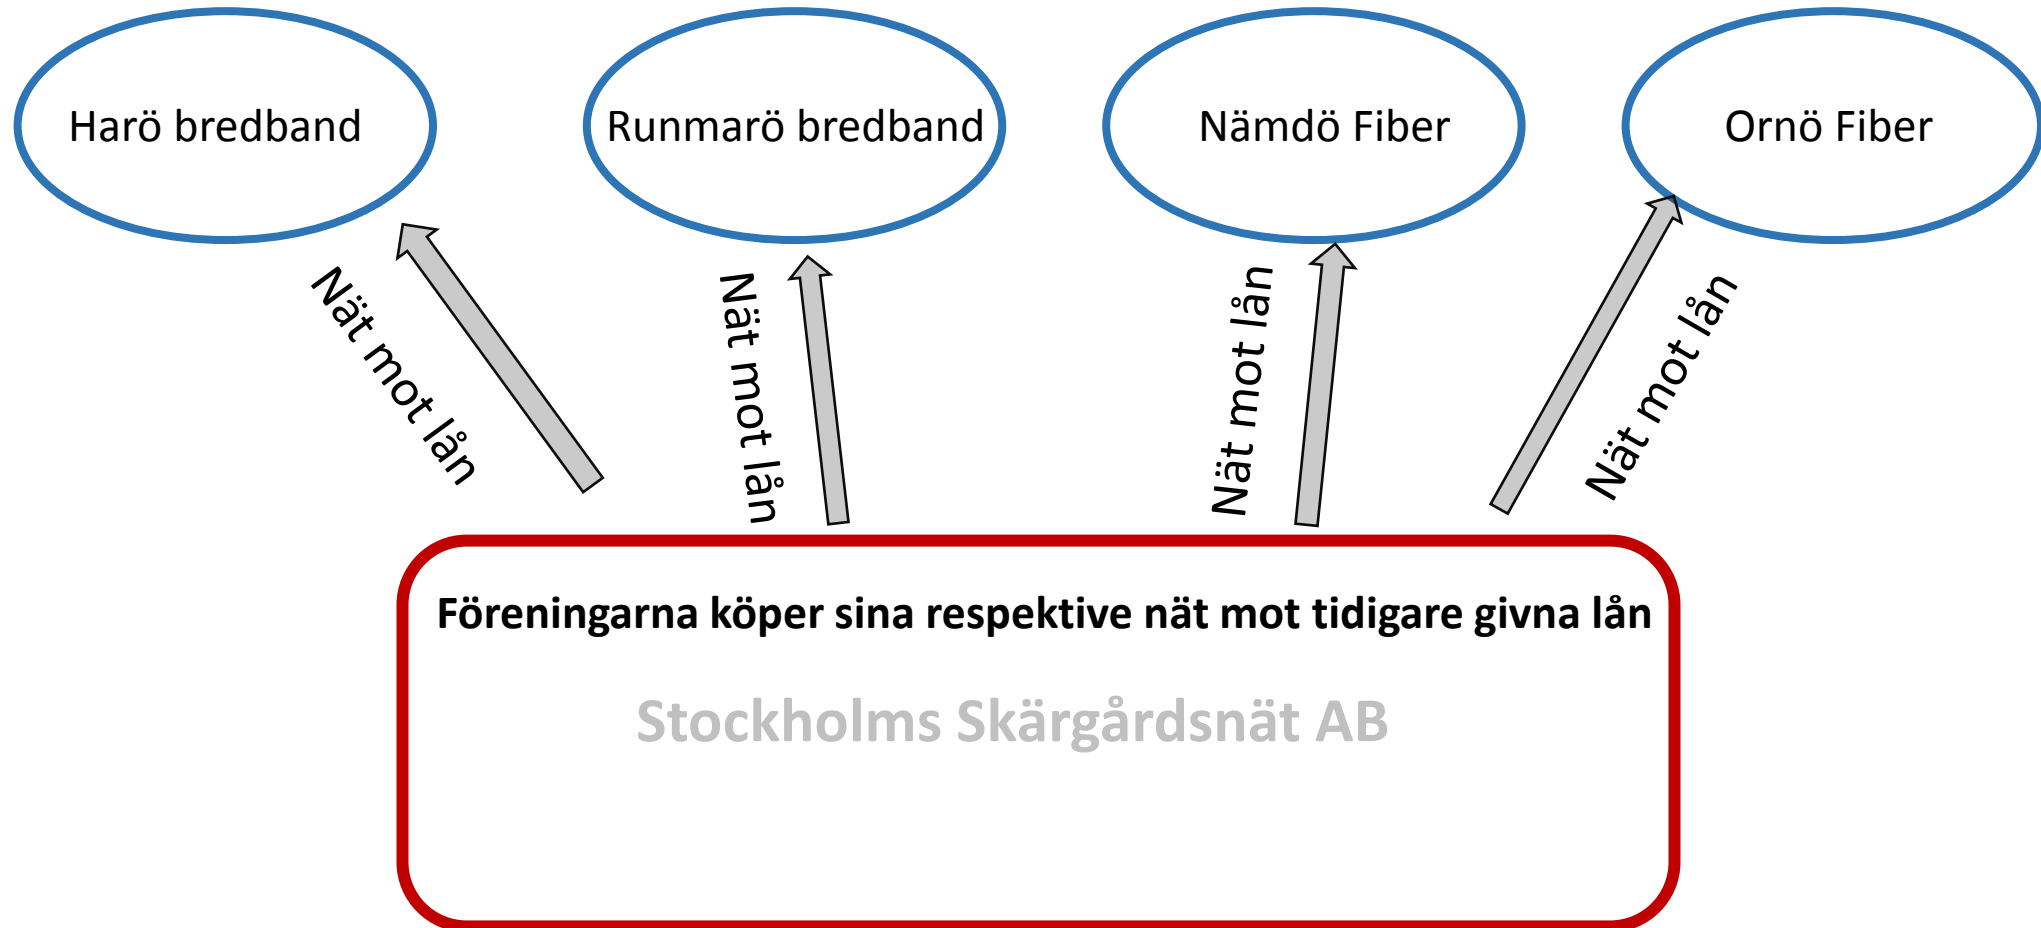 Harö bredband
Runmarö bredband
Nämdö Fiber
Ornö Fiber
Nät mot lån
Nät mot lån
Nät mot lån
Nät mot lån
Föreningarna köper sina respektive nät mot tidigare givna lån
Stockholms Skärgårdsnät AB